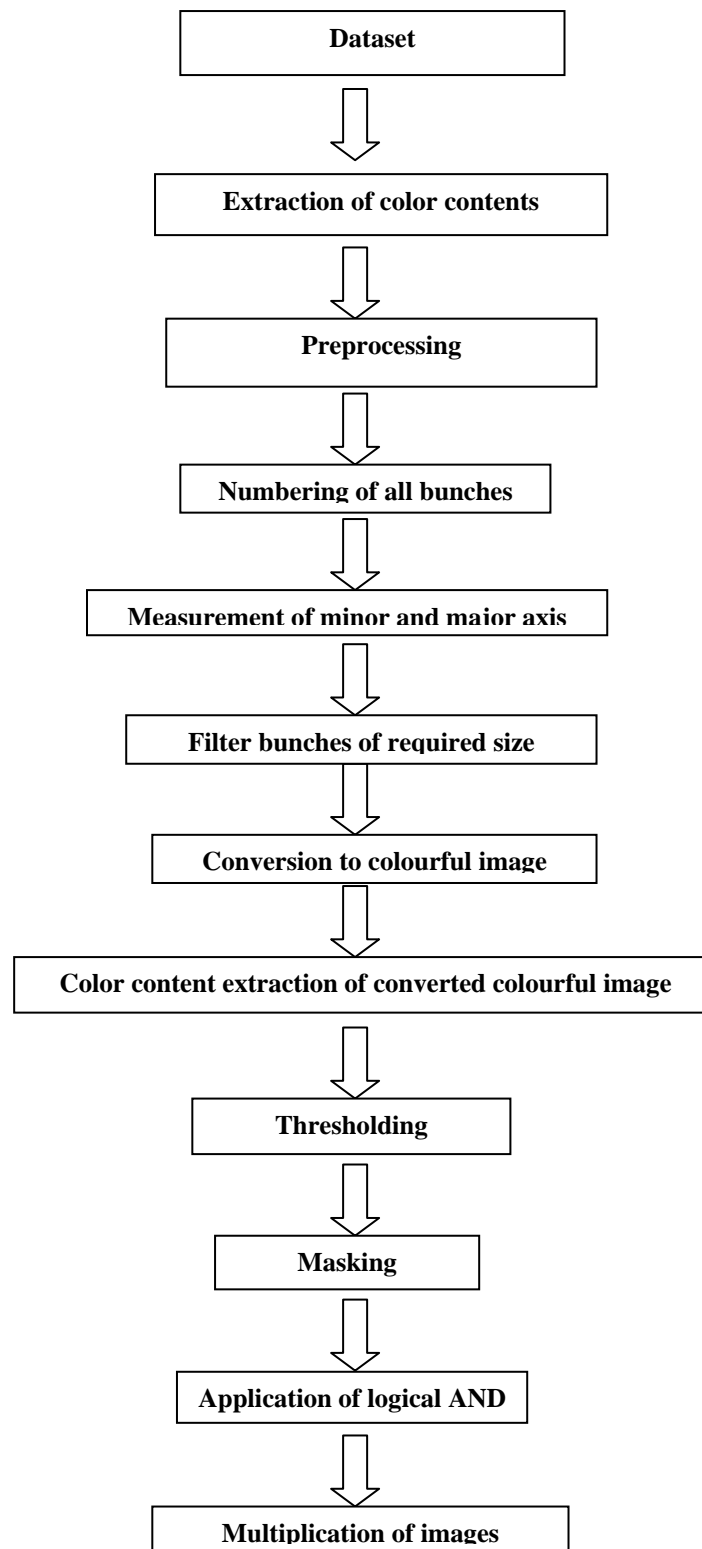 Dataset
Extraction of color contents
Preprocessing
Numbering of all bunches
Measurement of minor and major axis
Filter bunches of required size
Conversion to colourful image
Color content extraction of converted colourful image
Thresholding
Masking
Application of logical AND
Multiplication of images